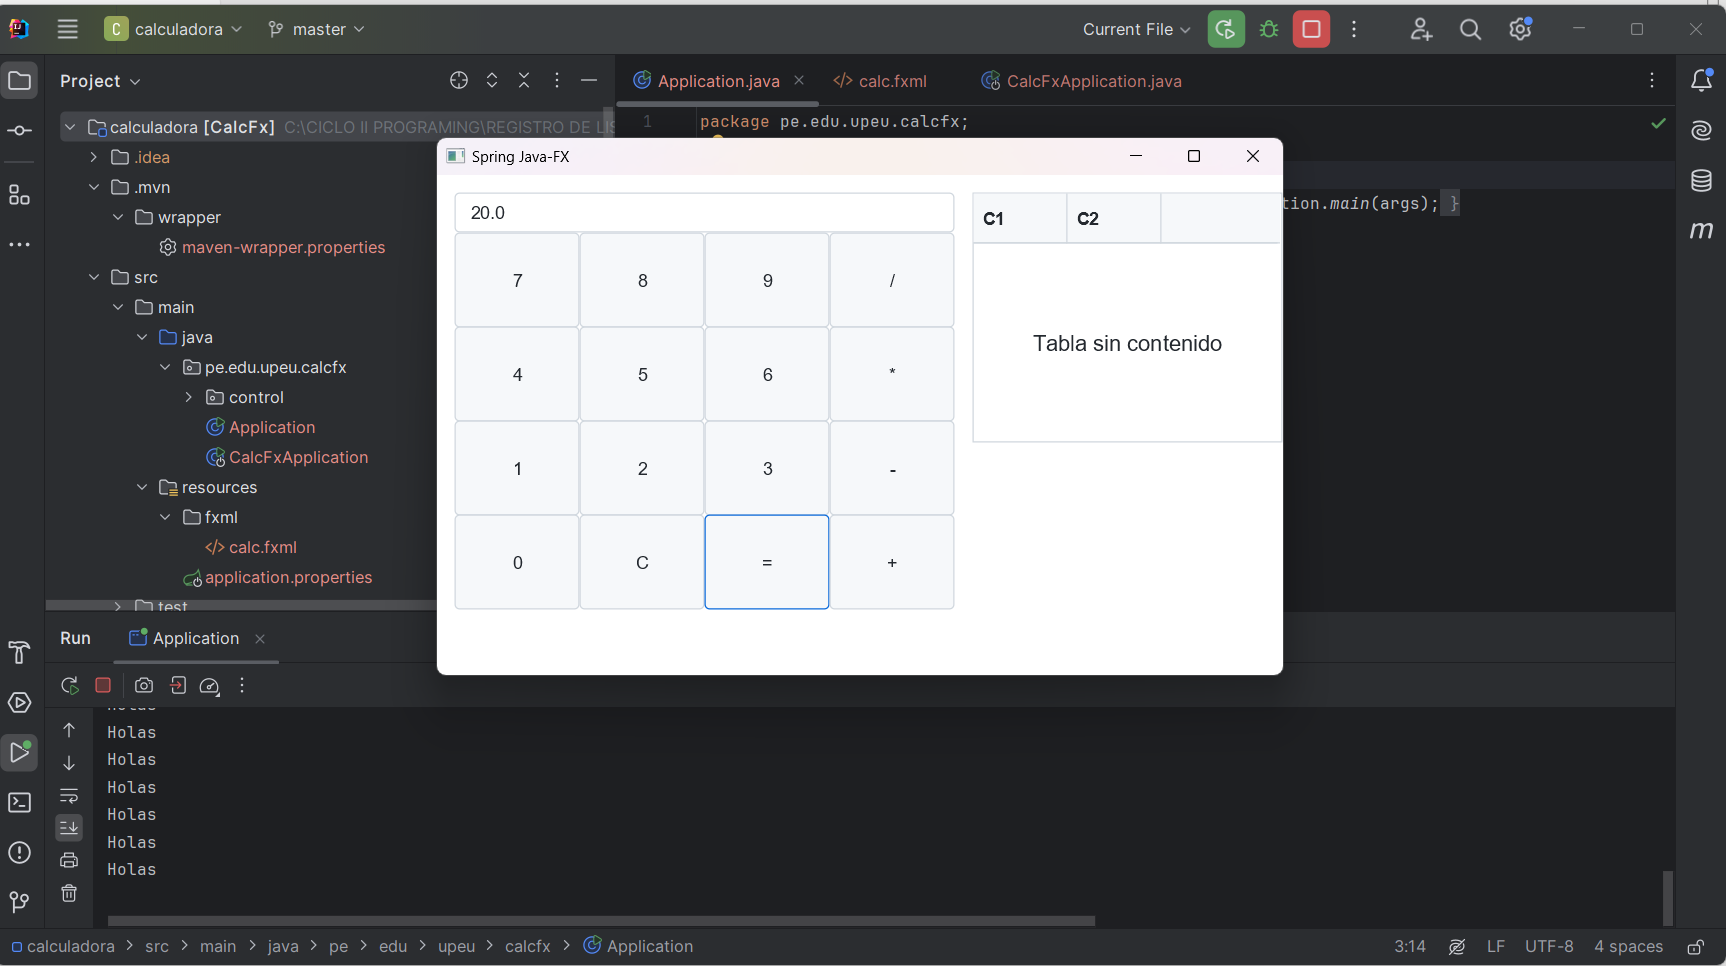 C calculadora master Current File
Project
Application.java calc.fxml CalcFxApplication.java
calculadora [CalcFx] C:\CICLO II PROGRAMING\REGISTRO DE LIS
.idea
.mvn
wrapper
maven-wrapper.properties
src
main
java
pe.edu.upeu.calcfx
control
Application
CalcFxApplication
resources
fxml
calc.fxml
application.properties
test
1 package pe.edu.upeu.calcfx;
tion.main(args); }
Spring Java-FX
20.0
7 8 9 /
4 5 6 *
1 2 3 -
0 C = +
C1 C2
Tabla sin contenido
m
Run Application
Holas
Holas
Holas
Holas
Holas
Holas
Holas
calculadora > src > main > java > pe > edu > upeu > calcfx > Application 3:14 LF UTF-8 4 spaces